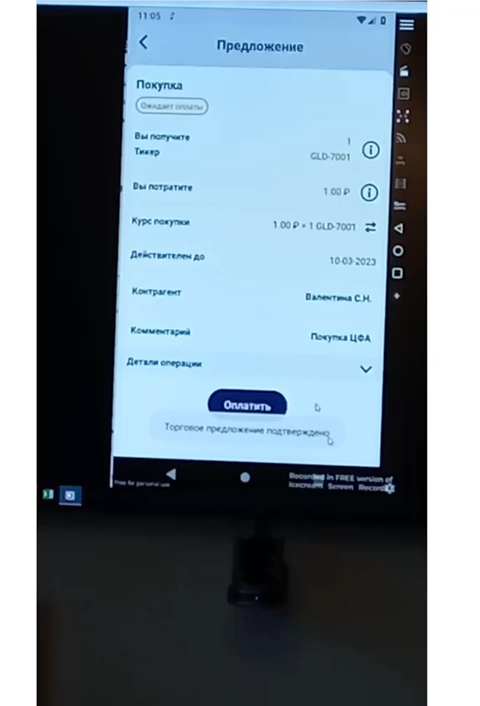 11:05
Предложение
Покупка
Ожидает оплаты
Вы получите 1
Тикер GLD-7001
Вы потратите 1.00 ₽
Курс покупки 1.00 ₽ = 1 GLD-7001
Действителен до 10-03-2023
Контрагент Валентина С.Н.
Комментарий Покупка ЦФА
Детали операции
Оплатить
Торговое предложение подтверждено
Free for personal use
Recorded in FREE version of
Icecream Screen Recorder